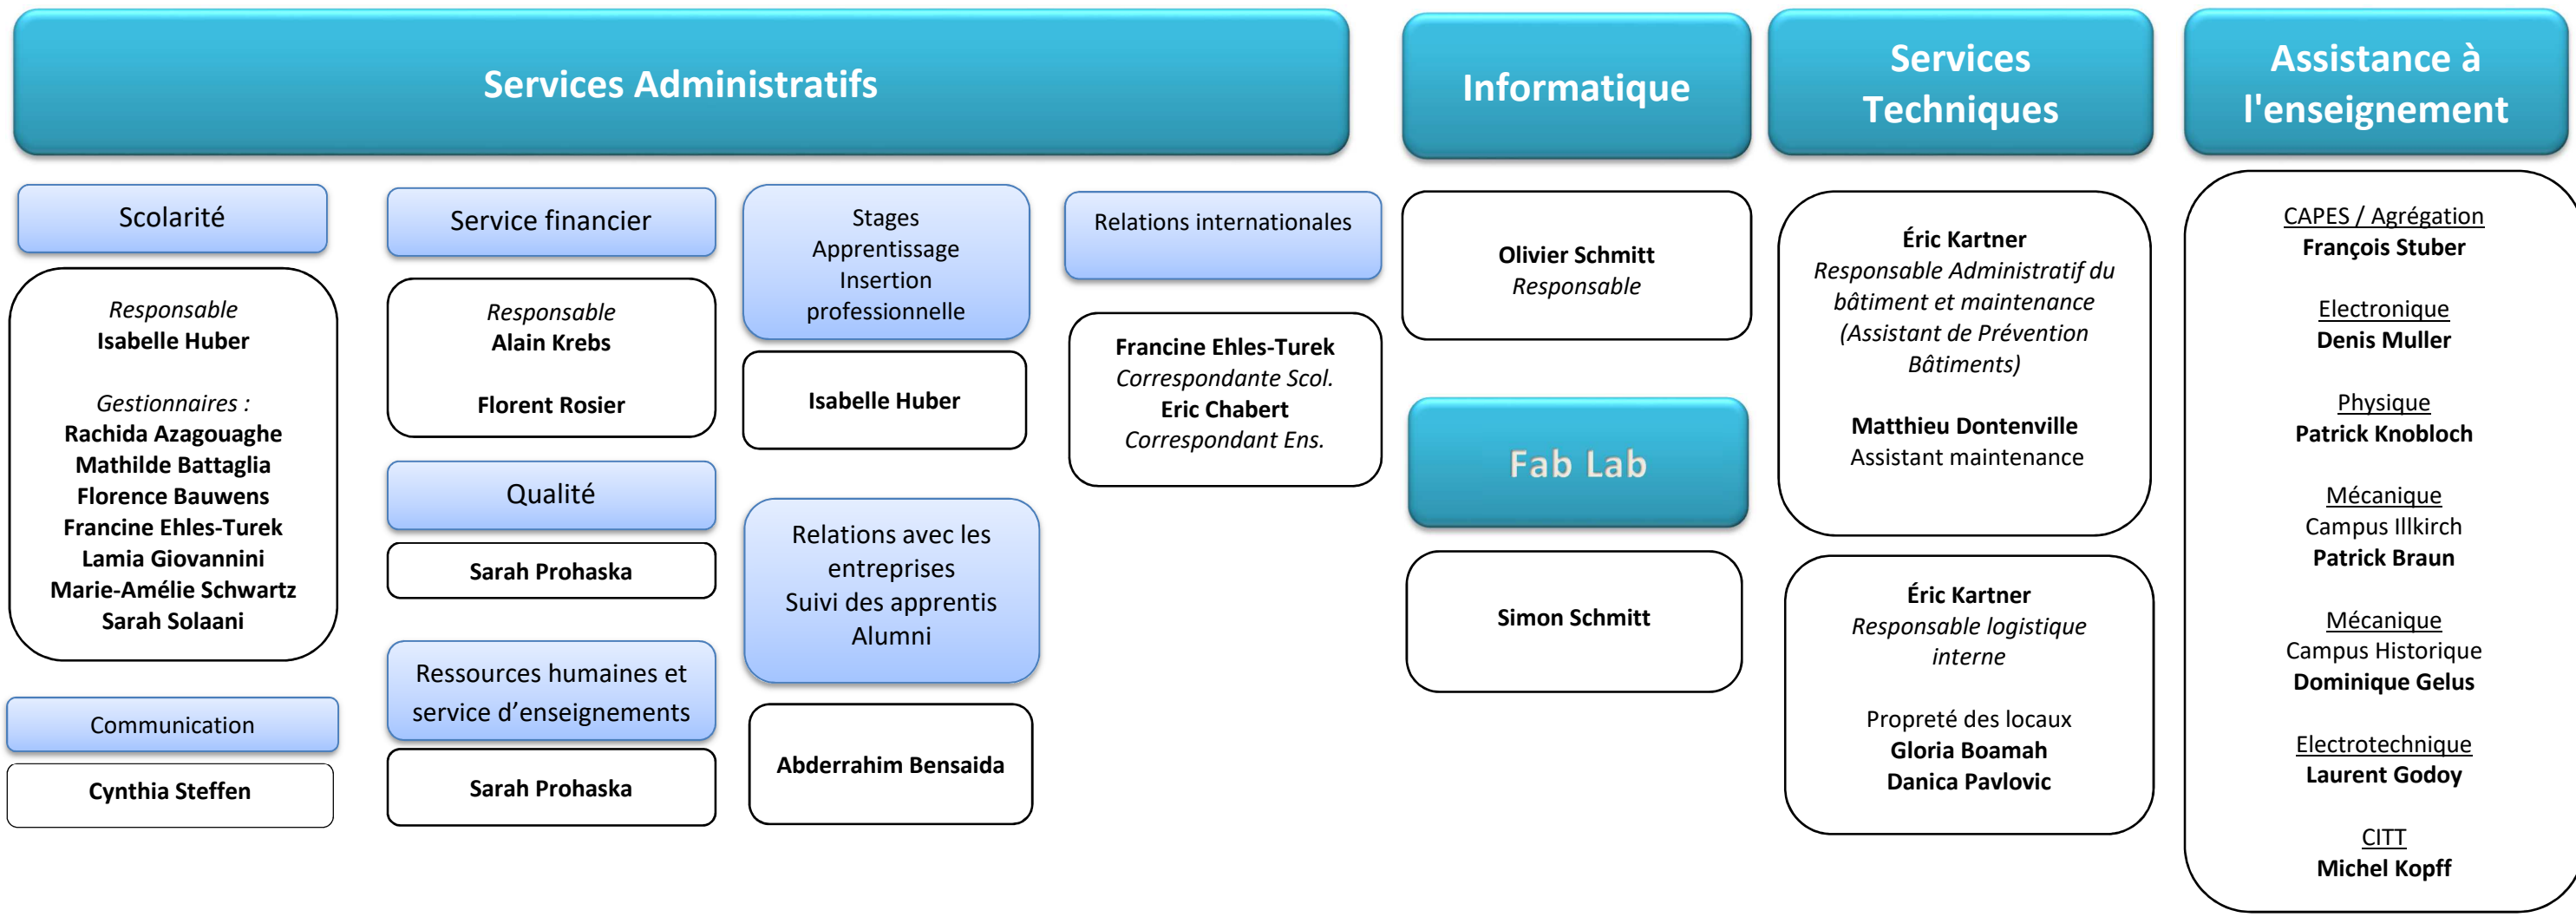 Services Administratifs
Scolarité
Responsable
Isabelle Huber
Gestionnaires :
Rachida Azagouaghe
Mathilde Battaglia
Florence Bauwens
Francine Ehles-Turek
Lamia Giovannini
Marie-Amélie Schwartz
Sarah Solaani
Communication
Cynthia Steffen
Service financier
Responsable
Alain Krebs
Florent Rosier
Qualité
Sarah Prohaska
Ressources humaines et
service d’enseignements
Sarah Prohaska
Stages
Apprentissage
Insertion
professionnelle
Isabelle Huber
Relations avec les
entreprises
Suivi des apprentis
Alumni
Abderrahim Bensaida
Relations internationales
Francine Ehles-Turek
Correspondante Scol.
Eric Chabert
Correspondant Ens.
Informatique
Olivier Schmitt
Responsable
Fab Lab
Simon Schmitt
Services
Techniques
Éric Kartner
Responsable Administratif du
bâtiment et maintenance
(Assistant de Prévention
Bâtiments)
Matthieu Dontenville
Assistant maintenance
Éric Kartner
Responsable logistique
interne
Propreté des locaux
Gloria Boamah
Danica Pavlovic
Assistance à
l'enseignement
CAPES / Agrégation
François Stuber
Electronique
Denis Muller
Physique
Patrick Knobloch
Mécanique
Campus Illkirch
Patrick Braun
Mécanique
Campus Historique
Dominique Gelus
Electrotechnique
Laurent Godoy
CITT
Michel Kopff